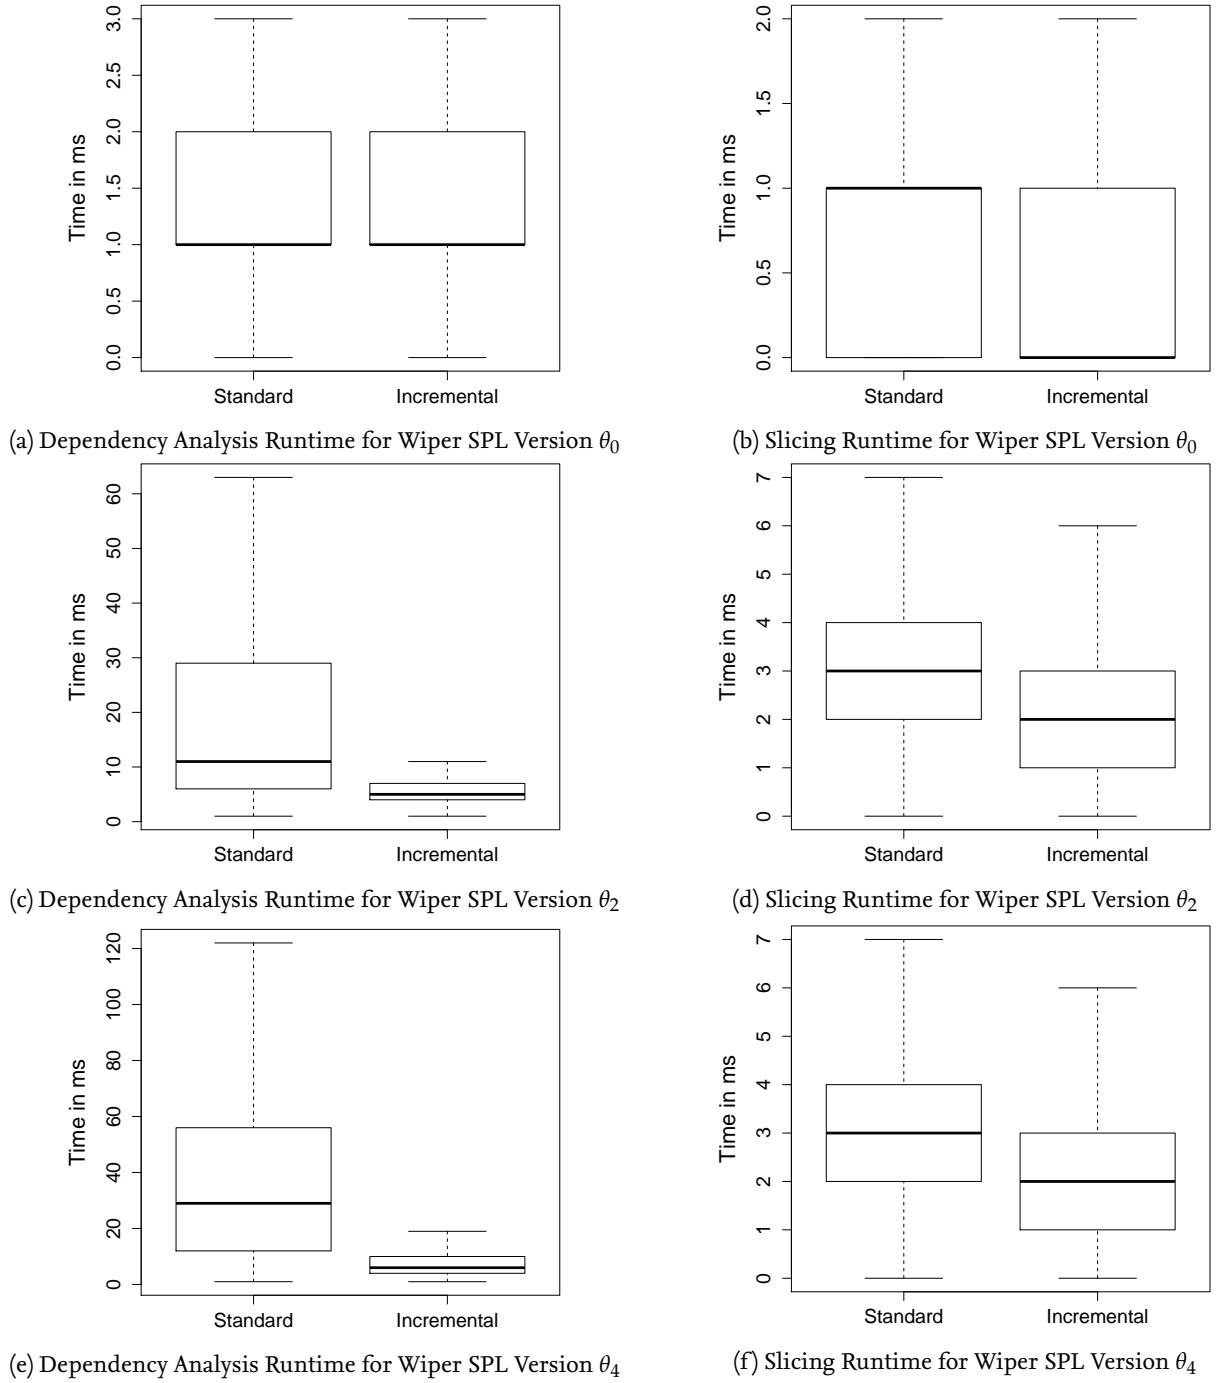 Time in ms
0.0 0.5 1.0 1.5 2.0 2.5 3.0
Standard Incremental
(a) Dependency Analysis Runtime for Wiper SPL Version θ0
Time in ms
0.0 0.5 1.0 1.5 2.0
Standard Incremental
(b) Slicing Runtime for Wiper SPL Version θ0
Time in ms
0 10 20 30 40 50 60
Standard Incremental
(c) Dependency Analysis Runtime for Wiper SPL Version θ2
Time in ms
0 1 2 3 4 5 6 7
Standard Incremental
(d) Slicing Runtime for Wiper SPL Version θ2
Time in ms
0 20 40 60 80 100 120
Standard Incremental
(e) Dependency Analysis Runtime for Wiper SPL Version θ4
Time in ms
0 1 2 3 4 5 6 7
Standard Incremental
(f) Slicing Runtime for Wiper SPL Version θ4